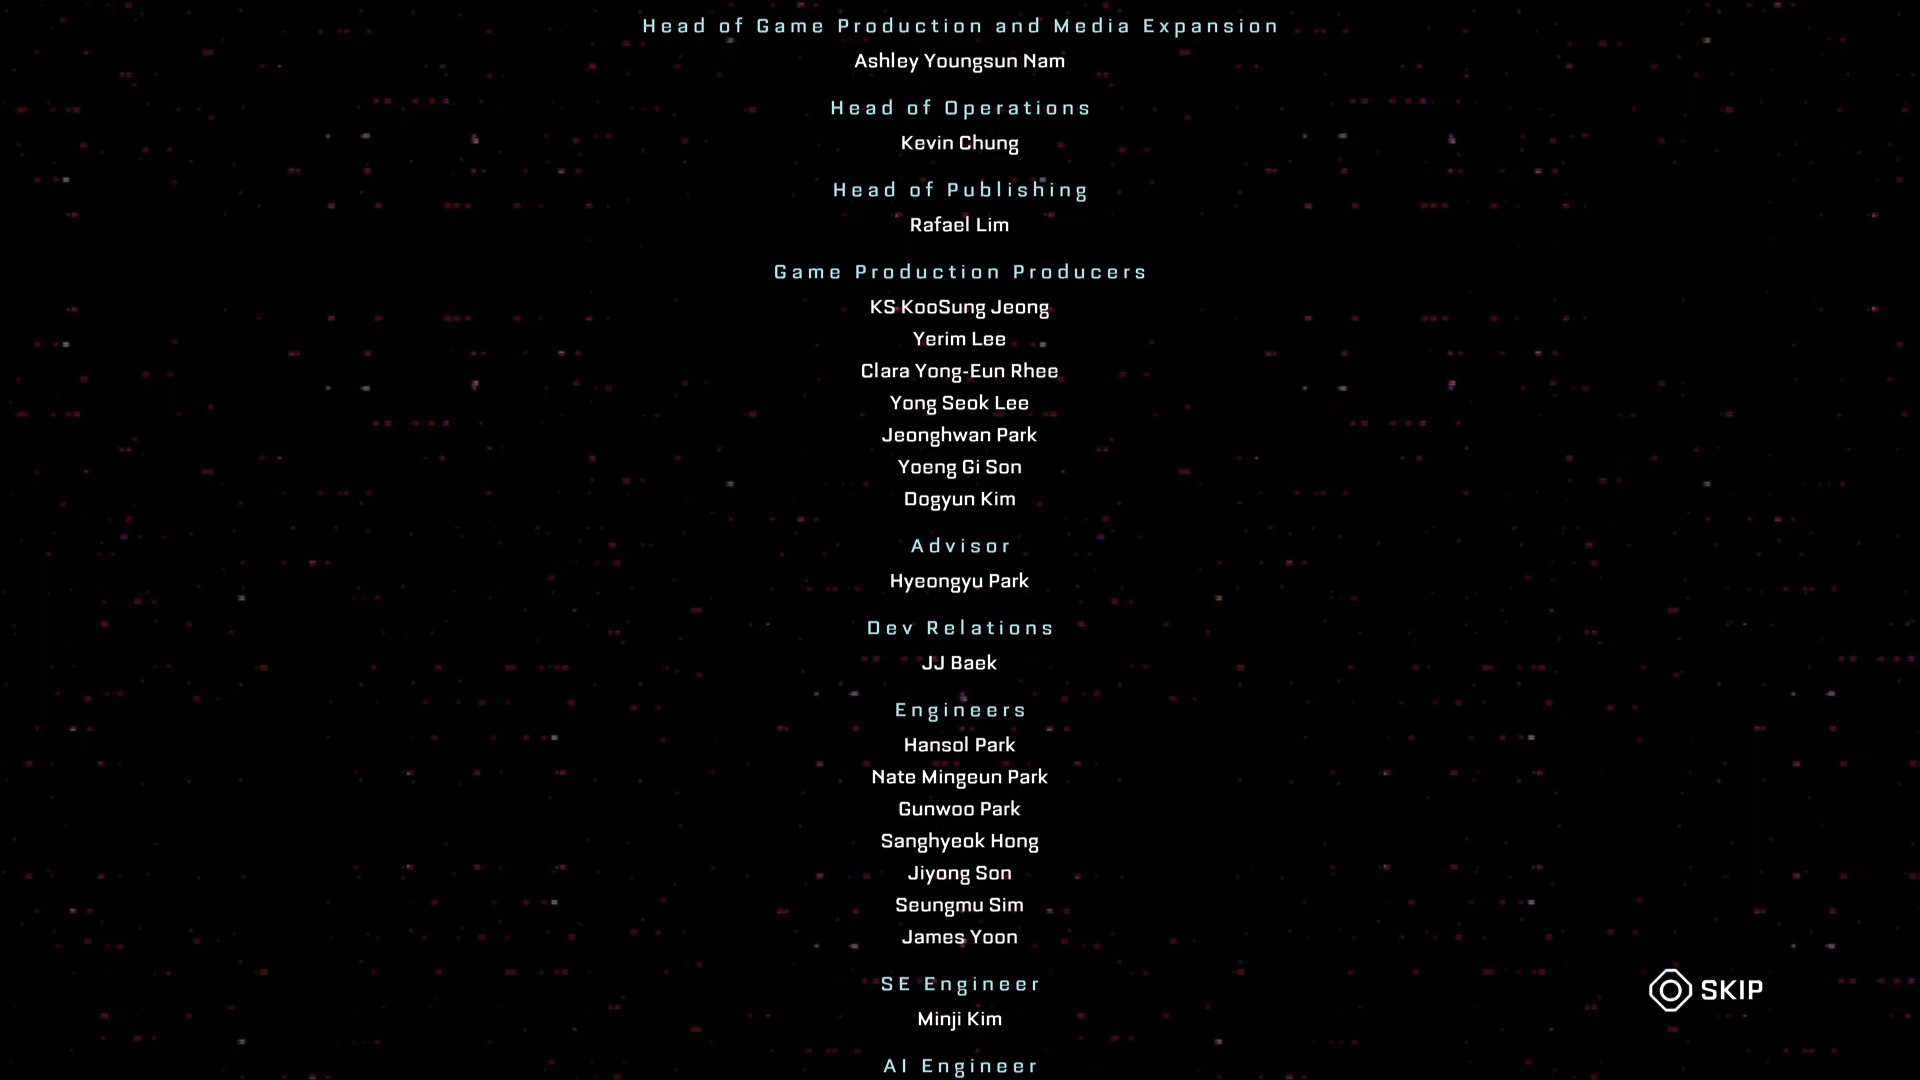 Head of Game Production and Media Expansion
Ashley Youngsun Nam
Head of Operations
Kevin Chung
Head of Publishing
Rafael Lim
Game Production Producers
KS KooSung Jeong
Yerim Lee
Clara Yong-Eun Rhee
Yong Seok Lee
Jeonghwan Park
Yoeng Gi Son
Dogyun Kim
Advisor
Hyeongyu Park
Dev Relations
JJ Baek
Engineers
Hansol Park
Nate Mingeun Park
Gunwoo Park
Sanghyeok Hong
Jiyong Son
Seungmu Sim
James Yoon
SE Engineer
SKIP
Minji Kim
AI Engineer